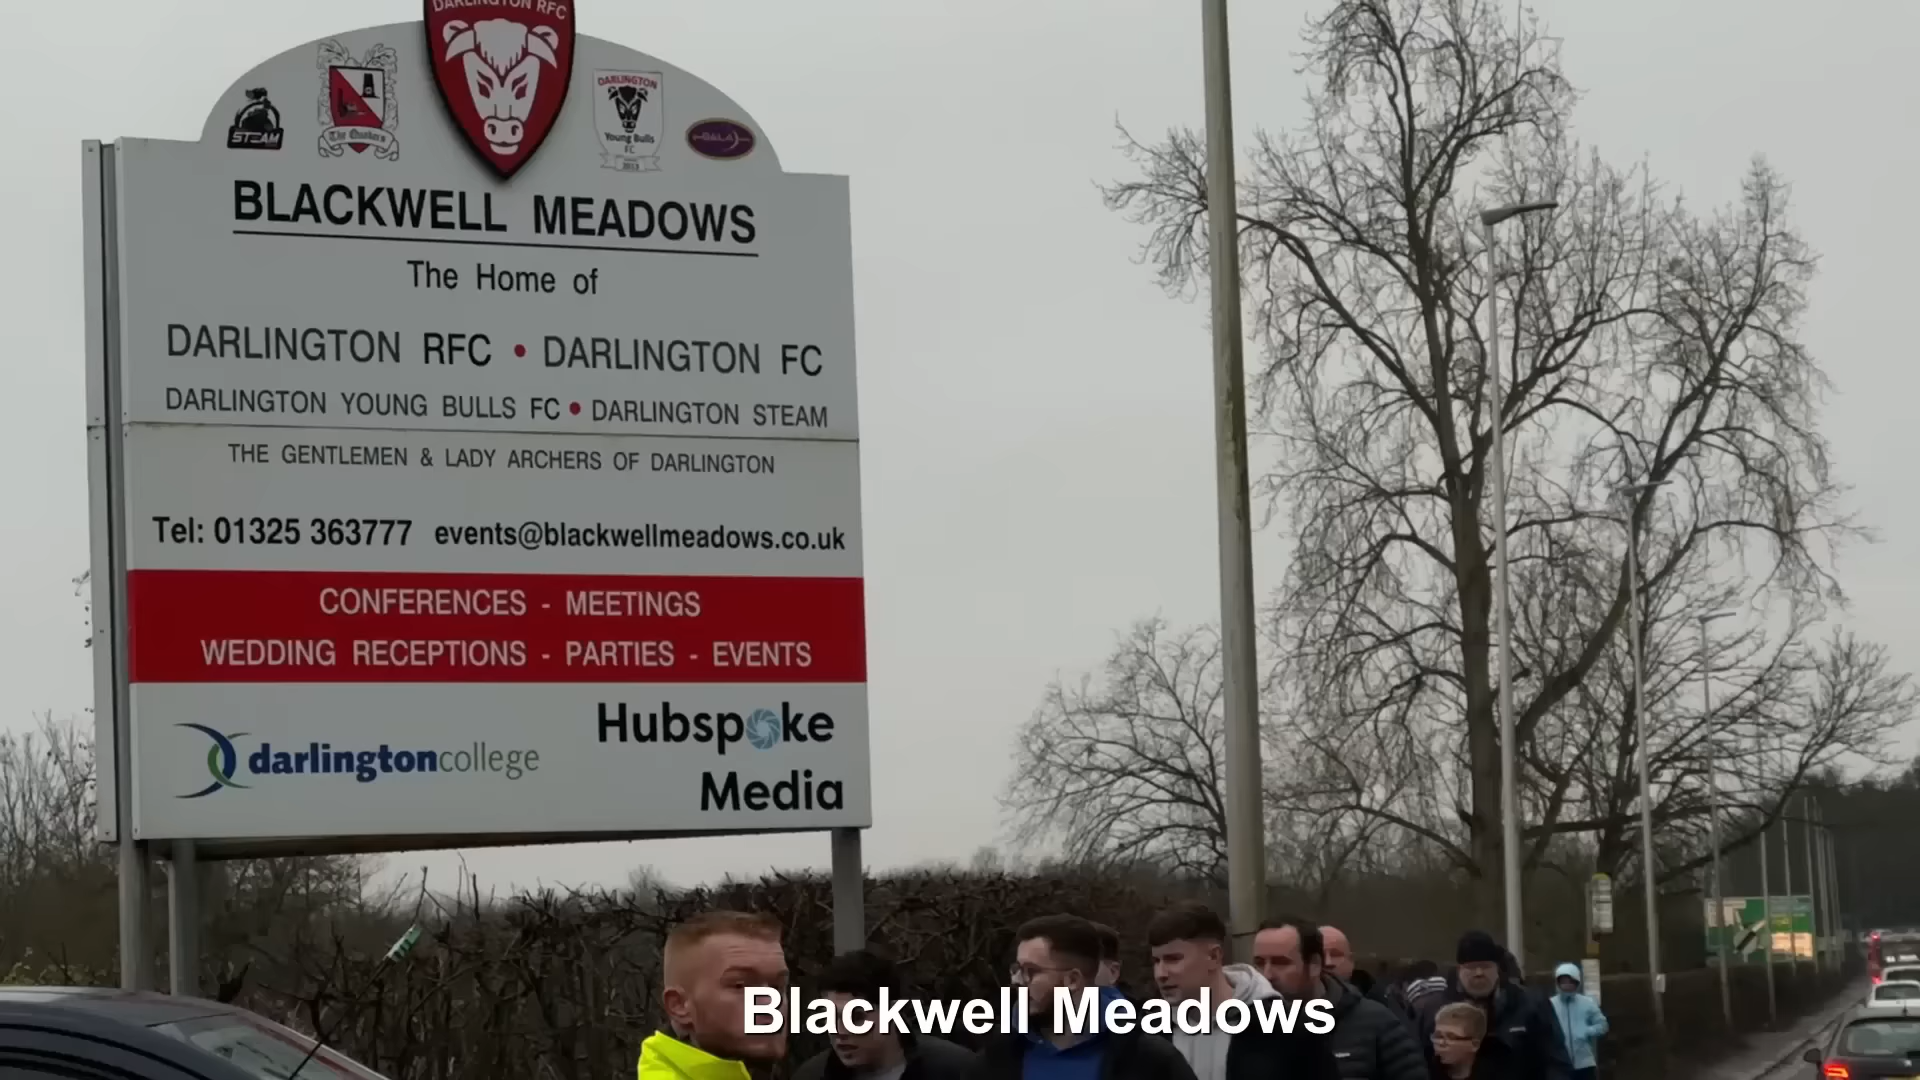 DARLINGTON RFC
STEAM
The Quakers
DARLINGTON
Young Bulls
FC
BLACKWELL MEADOWS
The Home of
DARLINGTON RFC • DARLINGTON FC
DARLINGTON YOUNG BULLS FC • DARLINGTON STEAM
THE GENTLEMEN & LADY ARCHERS OF DARLINGTON
Tel: 01325 363777 events@blackwellmeadows.co.uk
CONFERENCES - MEETINGS
WEDDING RECEPTIONS - PARTIES - EVENTS
darlingtoncollege
Hubspoke
Media
Blackwell Meadows